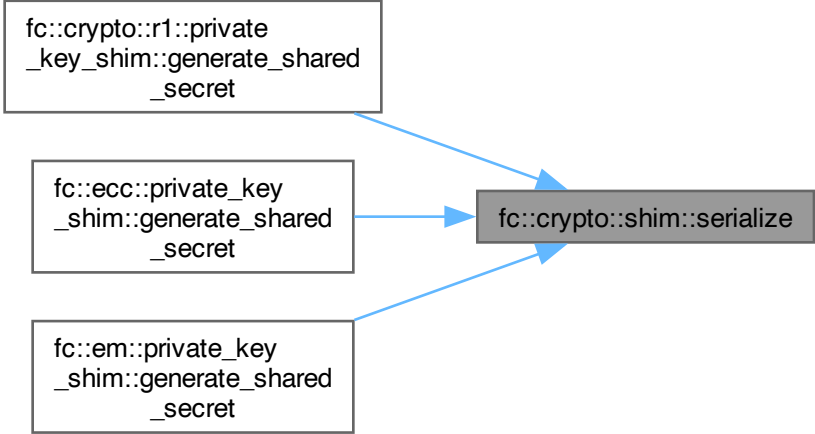 fc::crypto::r1::private
_key_shim::generate_shared
_secret
fc::ecc::private_key
_shim::generate_shared
_secret
fc::em::private_key
_shim::generate_shared
_secret
fc::crypto::shim::serialize